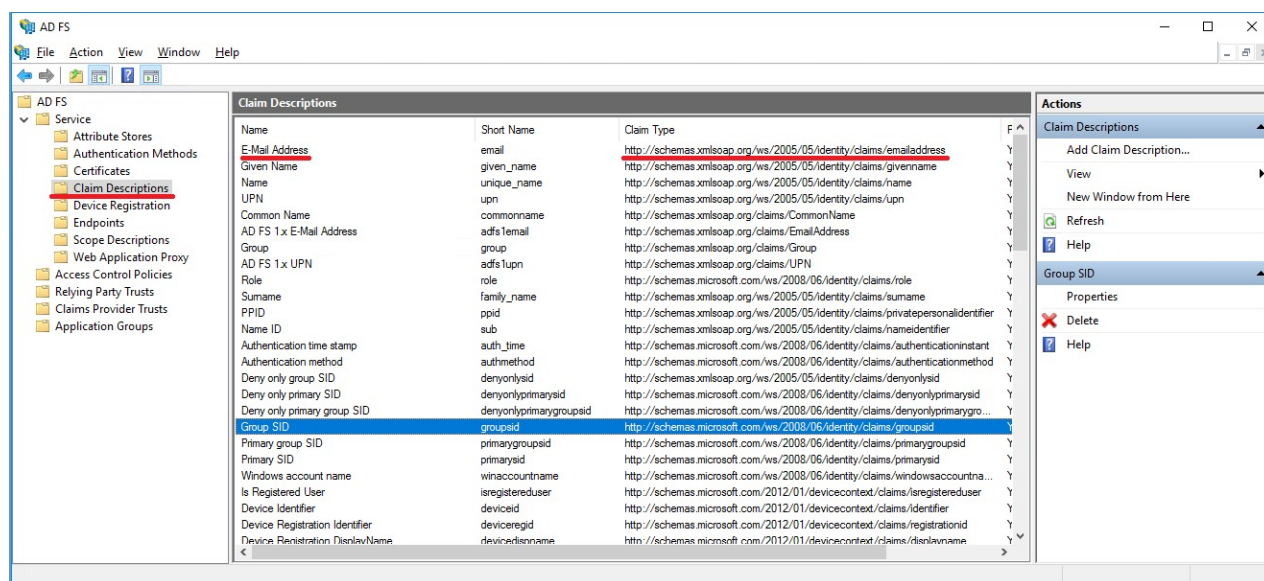 AD FS
File Action View Window Help
AD FS
Service
Attribute Stores
Authentication Methods
Certificates
Claim Descriptions
Device Registration
Endpoints
Scope Descriptions
Web Application Proxy
Access Control Policies
Relying Party Trusts
Claims Provider Trusts
Application Groups
Claim Descriptions
Name Short Name Claim Type
E-Mail Address email http://schemas.xmlsoap.org/ws/2005/05/identity/claims/emailaddress Y
Given Name given_name http://schemas.xmlsoap.org/ws/2005/05/identity/claims/givenname Y
Name unique_name http://schemas.xmlsoap.org/ws/2005/05/identity/claims/name Y
UPN upn http://schemas.xmlsoap.org/ws/2005/05/identity/claims/upn Y
Common Name commonname http://schemas.xmlsoap.org/claims/CommonName Y
AD FS 1.x E-Mail Address adfs1email http://schemas.xmlsoap.org/claims/EmailAddress Y
Group group http://schemas.xmlsoap.org/claims/Group Y
AD FS 1.x UPN adfs1upn http://schemas.xmlsoap.org/claims/UPN Y
Role role http://schemas.microsoft.com/ws/2008/06/identity/claims/role Y
Surname family_name http://schemas.xmlsoap.org/ws/2005/05/identity/claims/surname Y
PPID ppid http://schemas.xmlsoap.org/ws/2005/05/identity/claims/privatepersonalidentifier Y
Name ID sub http://schemas.xmlsoap.org/ws/2005/05/identity/claims/nameidentifier Y
Authentication time stamp auth_time http://schemas.microsoft.com/ws/2008/06/identity/claims/authenticationinstant Y
Authentication method authmethod http://schemas.microsoft.com/ws/2008/06/identity/claims/authenticationmethod Y
Deny only group SID denyonlysid http://schemas.xmlsoap.org/ws/2005/05/identity/claims/denyonlysid Y
Deny only primary SID denyonlyprimarysid http://schemas.microsoft.com/ws/2008/06/identity/claims/denyonlyprimarysid Y
Deny only primary group SID denyonlyprimarygroupsid http://schemas.microsoft.com/ws/2008/06/identity/claims/denyonlyprimarygro... Y
Group SID groupsid http://schemas.microsoft.com/ws/2008/06/identity/claims/groupsid Y
Primary group SID primarygroupsid http://schemas.microsoft.com/ws/2008/06/identity/claims/primarygroupsid Y
Primary SID primarysid http://schemas.microsoft.com/ws/2008/06/identity/claims/primarysid Y
Windows account name winaccountname http://schemas.microsoft.com/ws/2008/06/identity/claims/windowsaccountna... Y
Is Registered User isregistereduser http://schemas.microsoft.com/2012/01/devicecontext/claims/isregistereduser Y
Device Identifier deviceid http://schemas.microsoft.com/2012/01/devicecontext/claims/identifier Y
Device Registration Identifier deviceregid http://schemas.microsoft.com/2012/01/devicecontext/claims/registrationid Y
Device Registration DisplayName devicedispname http://schemas.microsoft.com/2012/01/devicecontext/claims/displayname Y
Actions
Claim Descriptions
Add Claim Description...
View
New Window from Here
Refresh
Help
Group SID
Properties
Delete
Help